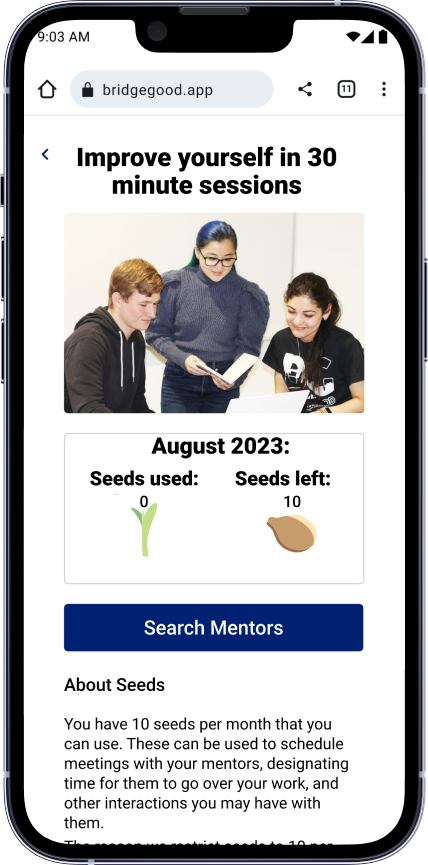 9:03 AM
bridgegood.app
11
Improve yourself in 30
minute sessions
August 2023:
Seeds used:
Seeds left:
0
10
Search Mentors
About Seeds
You have 10 seeds per month that you
can use. These can be used to schedule
meetings with your mentors, designating
time for them to go over your work, and
other interactions you may have with
them.
The reason we restrict seeds to 10 per